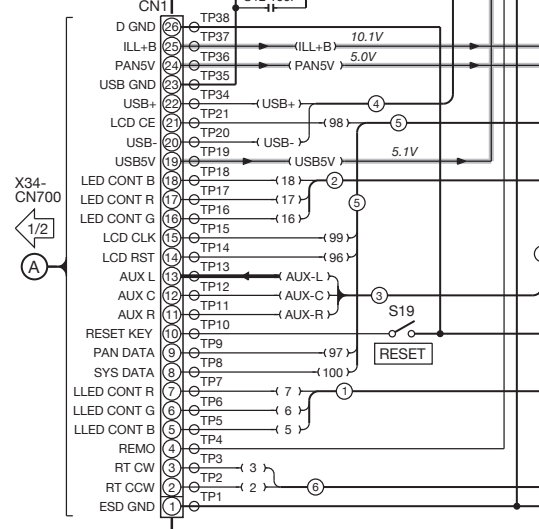 CN1
D GND 26 TP38
ILL+B 25 TP37 ILL+B 10.1V
PAN5V 24 TP36 PAN5V 5.0V
USB GND 23 TP35
USB+ 22 TP34 USB+ 4
LCD CE 21 TP21 98 5
USB- 20 TP20 USB-
USB5V 19 TP19 USB5V 5.1V
LED CONT B 18 TP18 18 2
LED CONT R 17 TP17 17
LED CONT G 16 TP16 16 5
LCD CLK 15 TP15 99
LCD RST 14 TP14 96
AUX L 13 TP13 AUX-L
AUX C 12 TP12 AUX-C 3
AUX R 11 TP11 AUX-R
RESET KEY 10 TP10 S19
RESET
PAN DATA 9 TP9 97
SYS DATA 8 TP8 100
LLED CONT R 7 TP7 7 1
LLED CONT G 6 TP6 6
LLED CONT B 5 TP5 5
REMO 4 TP4
RT CW 3 TP3 3
RT CCW 2 TP2 2 6
ESD GND 1 TP1
X34-
CN700
1/2
A